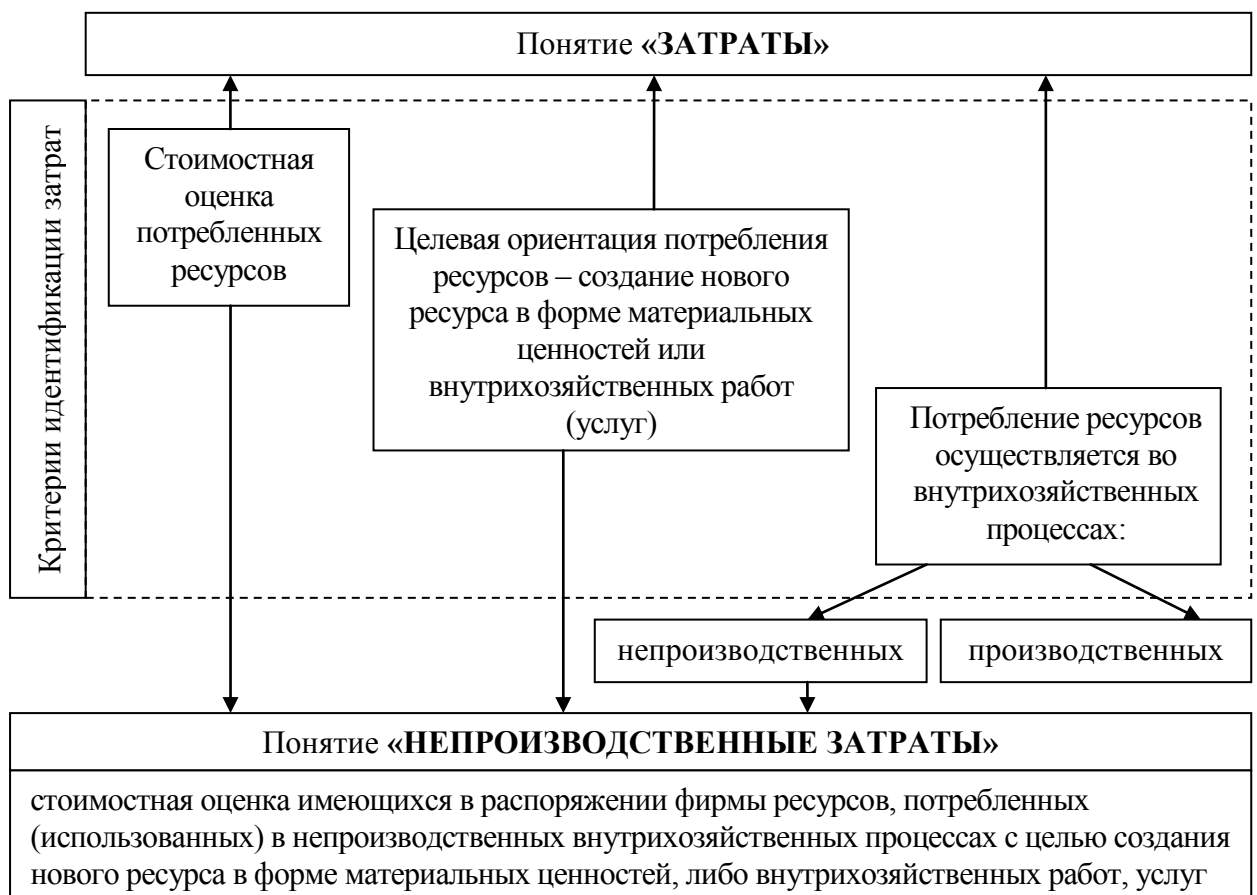 Понятие «ЗАТРАТЫ»
Критерии идентификации затрат
Стоимостная
оценка
потребленных
ресурсов
Целевая ориентация потребления
ресурсов – создание нового
ресурса в форме материальных
ценностей или
внутрихозяйственных работ
(услуг)
Потребление ресурсов
осуществляется во
внутрихозяйственных
процессах:
непроизводственных
производственных
Понятие «НЕПРОИЗВОДСТВЕННЫЕ ЗАТРАТЫ»
стоимостная оценка имеющихся в распоряжении фирмы ресурсов, потребленных
(использованных) в непроизводственных внутрихозяйственных процессах с целью создания
нового ресурса в форме материальных ценностей, либо внутрихозяйственных работ, услуг